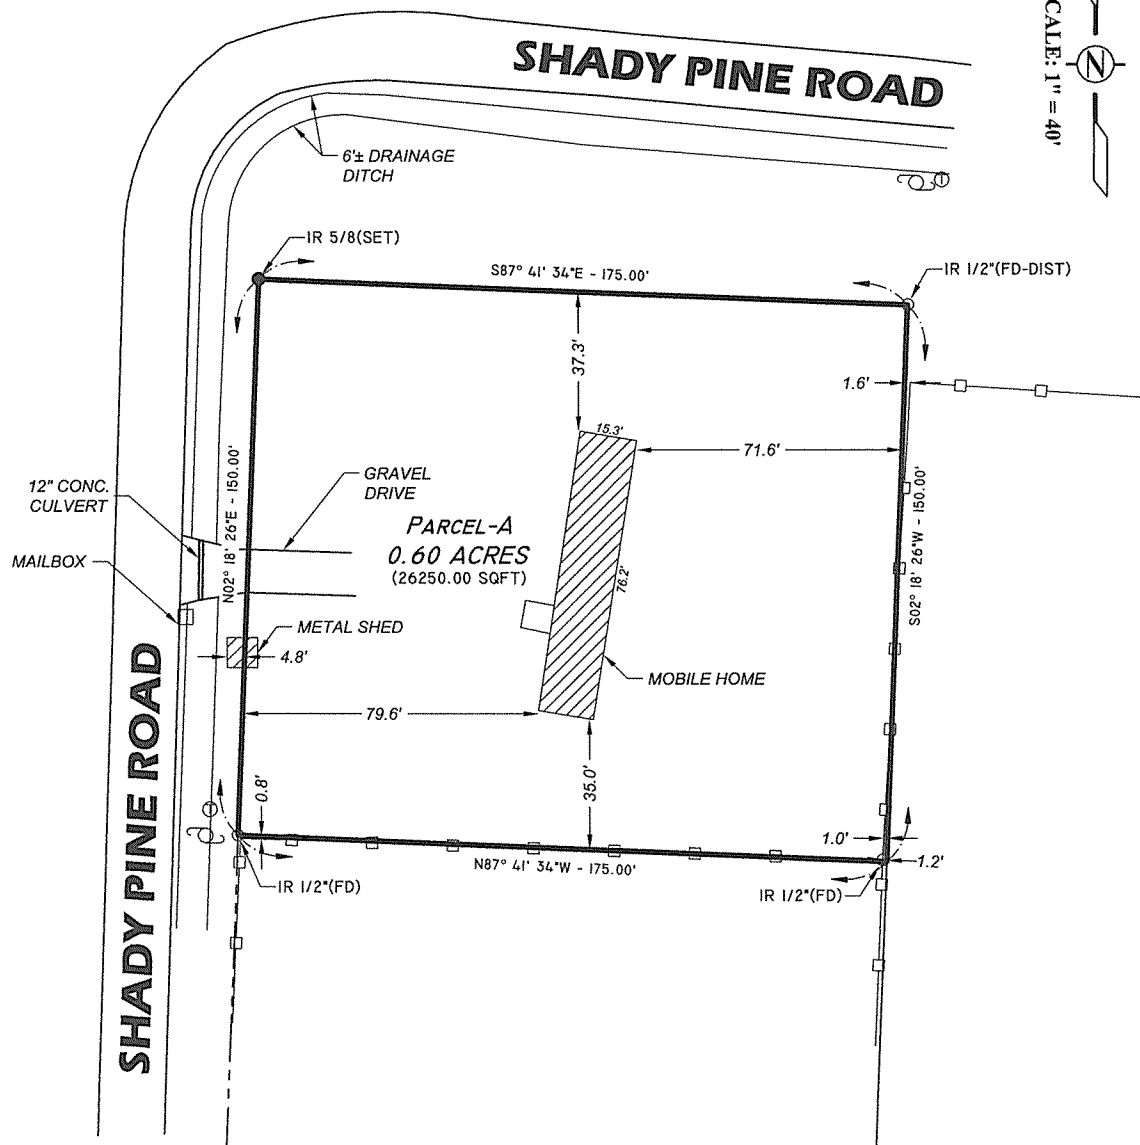 SHADY PINE ROAD
N
CALE: 1" = 40'
6'± DRAINAGE
DITCH
T
IR 5/8(SET)
S87° 41' 34"E - 175.00'
IR 1/2"(FD-DIST)
37.3'
1.6'
15.3'
71.6'
GRAVEL
DRIVE
12" CONC.
CULVERT
N02° 18' 26"E - 150.00'
PARCEL-A
0.60 ACRES
(26250.00 SQFT)
S02° 18' 26"W - 150.00'
MAILBOX
76.2'
METAL SHED
4.8'
MOBILE HOME
79.6'
SHADY PINE ROAD
0.8'
35.0'
T
1.0'
1.2'
N87° 41' 34"W - 175.00'
IR 1/2"(FD)
IR 1/2"(FD)